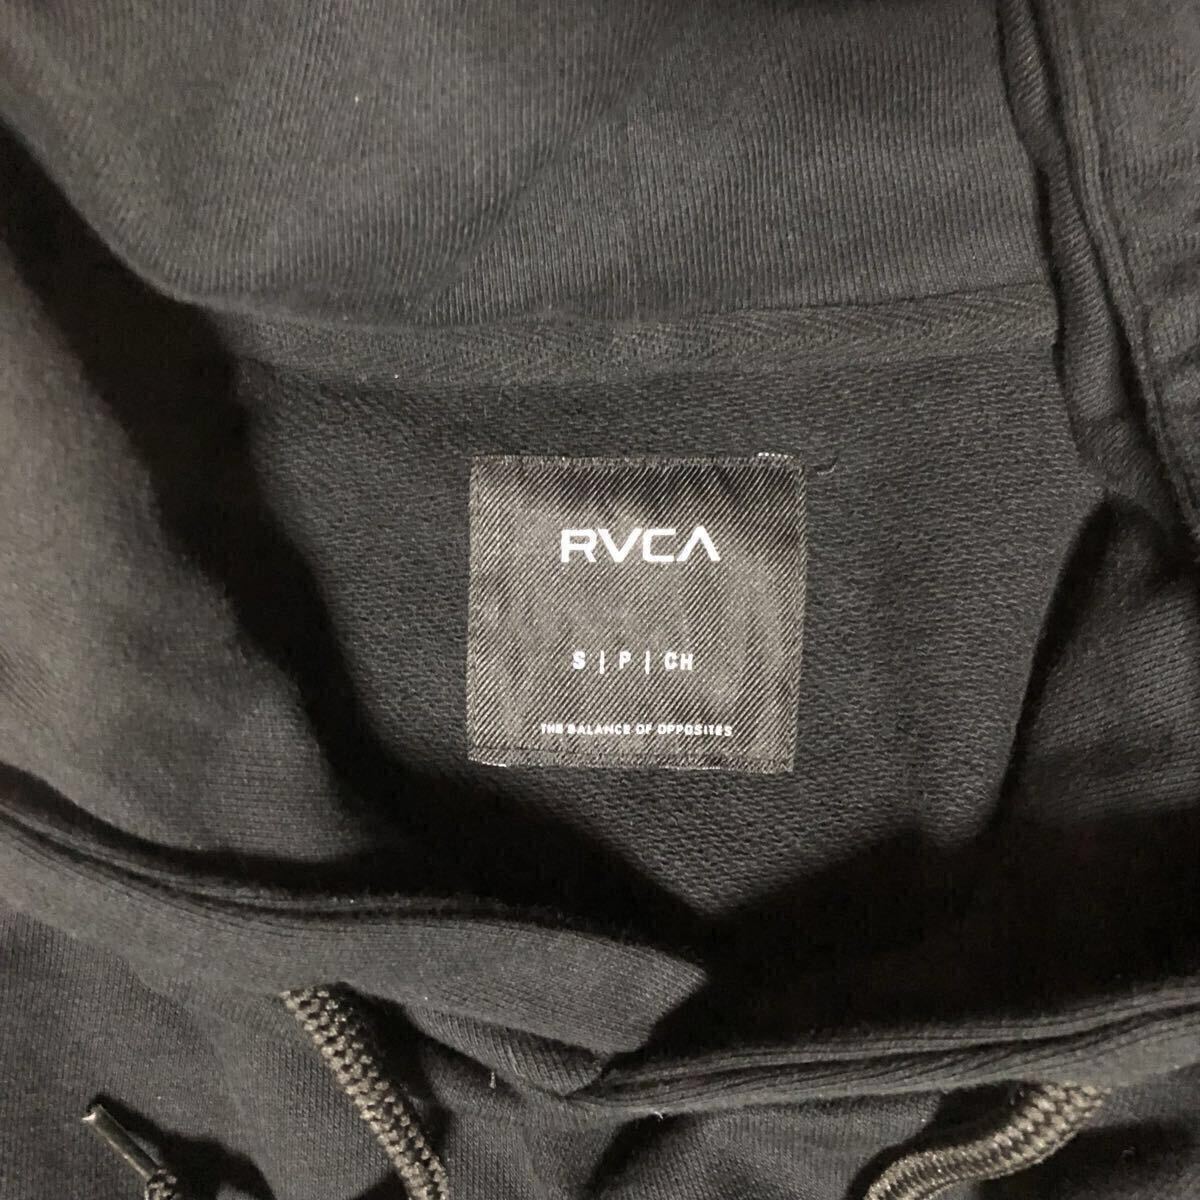 RVCA
S | P | CH
THE BALANCE OF OPPOSITES